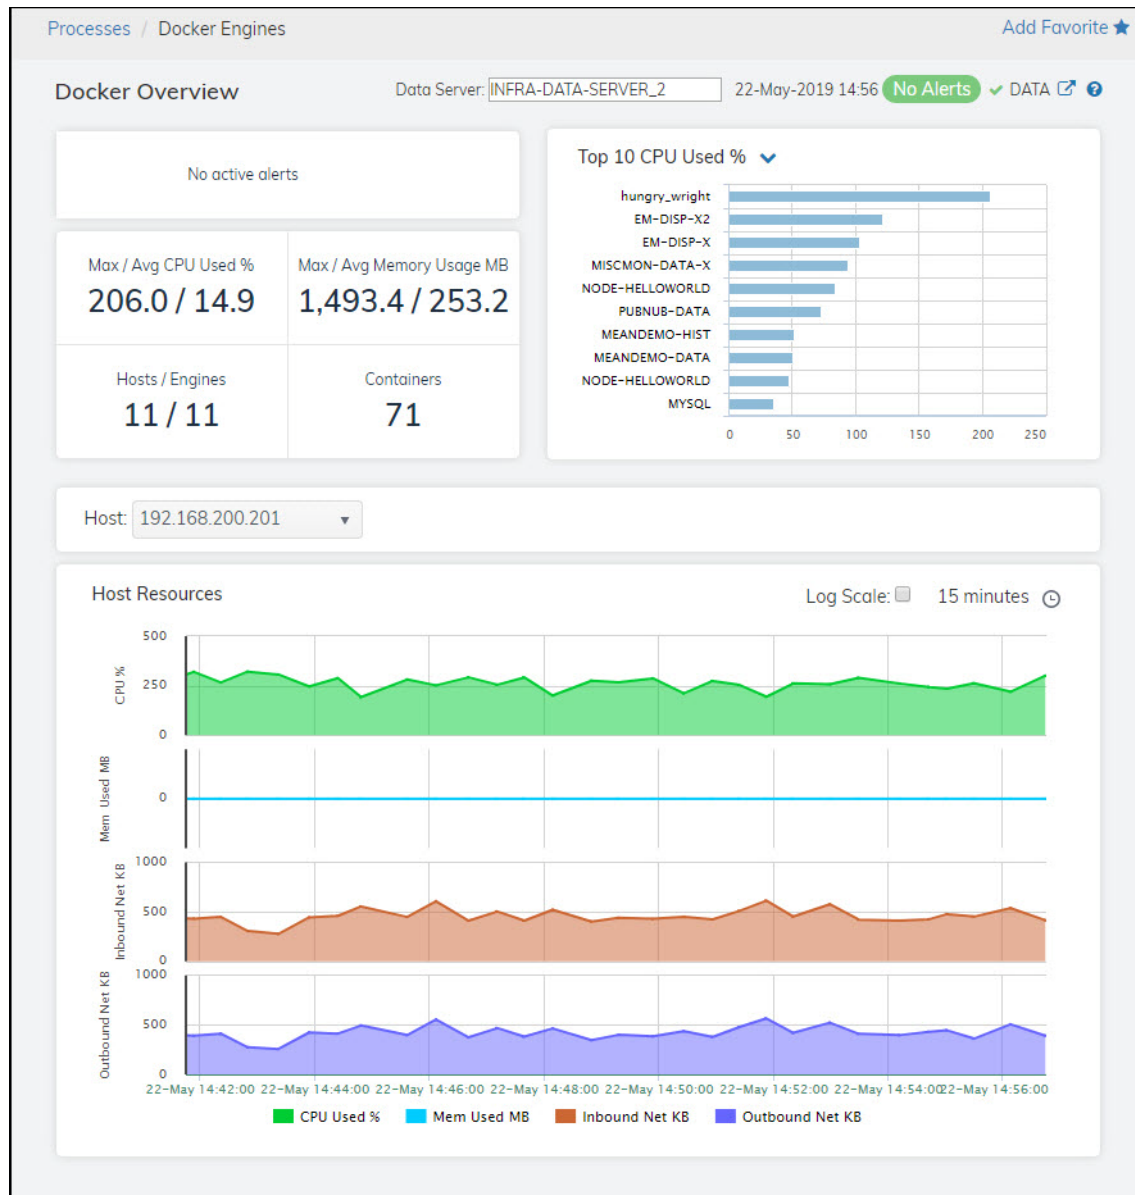 Processes / Docker Engines
Add Favorite
Docker Overview
Data Server: INFRA-DATA-SERVER_2
22-May-2019 14:56 No Alerts DATA
No active alerts
Max / Avg CPU Used %
206.0 / 14.9
Max / Avg Memory Usage MB
1,493.4 / 253.2
Hosts / Engines
11 / 11
Containers
71
Top 10 CPU Used %
hungry_wright
EM-DISP-X2
EM-DISP-X
MISCMON-DATA-X
NODE-HELLOWORLD
PUBNUB-DATA
MEANDEMO-HIST
MEANDEMO-DATA
NODE-HELLOWORLD
MYSQL
0 50 100 150 200 250
Host: 192.168.200.201
Host Resources
Log Scale: 15 minutes
CPU %
500
250
0
Mem Used MB
0
Inbound Net KB
1000
500
0
Outbound Net KB
1000
500
0
22-May 14:42:00 22-May 14:44:00 22-May 14:46:00 22-May 14:48:00 22-May 14:50:00 22-May 14:52:00 22-May 14:54:00 22-May 14:56:00
CPU Used % Mem Used MB Inbound Net KB Outbound Net KB